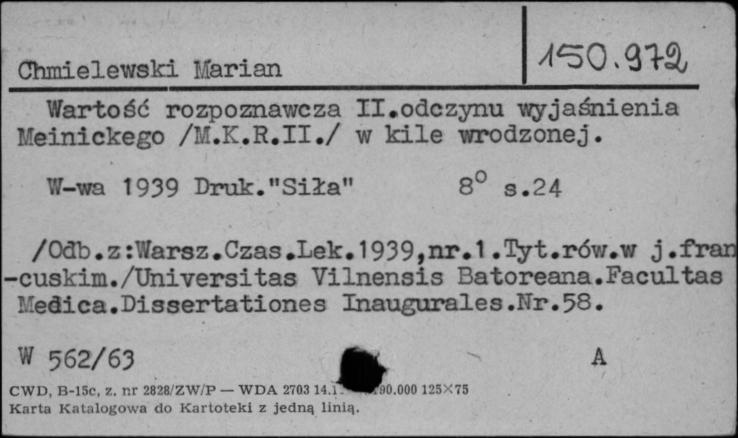 150.972
Chmielewski Marian
Wartość rozpoznawcza II.odczynu wyjaśnienia
Meinickego /M.K.R.II./ w kile wrodzonej.
W-wa 1939 Druk."Siła" 8° s.24
/Odb.z:Warsz.Czas.Lek.1939,nr.1.Tyt.rów.w j.fran
-cuskim./Universitas Vilnensis Batoreana.Facultas
Medica.Dissertationes Inaugurales.Nr.58.
W 562/63 A
CWD, B-15c, z. nr 2828/ZW/P — WDA 2703 14.1 90.000 125×75
Karta Katalogowa do Kartoteki z jedną linią.